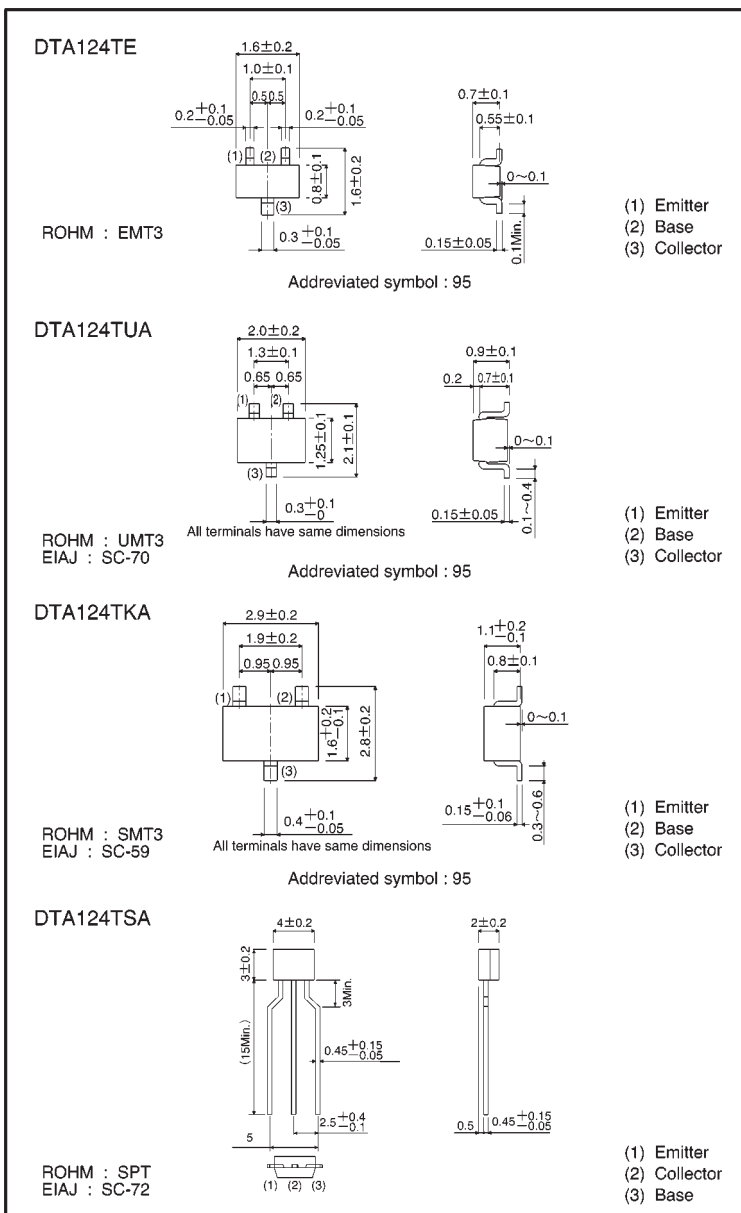 DTA124TE
1.6±0.2
1.0±0.1
0.5 0.5
0.2+0.1−0.05
0.2+0.1−0.05
(1) (2)
(3)
0.8±0.1
1.6±0.2
0.3+0.1−0.05
0.7±0.1
0.55±0.1
0~0.1
0.15±0.05
0.1Min.
ROHM : EMT3
(1) Emitter
(2) Base
(3) Collector
Addreviated symbol : 95
DTA124TUA
2.0±0.2
1.3±0.1
0.65 0.65
(1) (2)
(3)
1.25±0.1
2.1±0.1
0.3+0.1−0
All terminals have same dimensions
0.9±0.1
0.2 0.7±0.1
0~0.1
0.15±0.05
0.1~0.4
ROHM : UMT3
EIAJ : SC-70
(1) Emitter
(2) Base
(3) Collector
Addreviated symbol : 95
DTA124TKA
2.9±0.2
1.9±0.2
0.95 0.95
(1) (2)
(3)
1.6+0.2−0.1
2.8±0.2
0.4+0.1−0.05
All terminals have same dimensions
1.1+0.2−0.1
0.8±0.1
0~0.1
0.15+0.1−0.06
0.3~0.6
ROHM : SMT3
EIAJ : SC-59
(1) Emitter
(2) Base
(3) Collector
Addreviated symbol : 95
DTA124TSA
4±0.2
3±0.2
3Min.
(15Min.)
0.45+0.15−0.05
2.5+0.4−0.1
5
(1) (2) (3)
2±0.2
0.5 0.45+0.15−0.05
ROHM : SPT
EIAJ : SC-72
(1) Emitter
(2) Collector
(3) Base